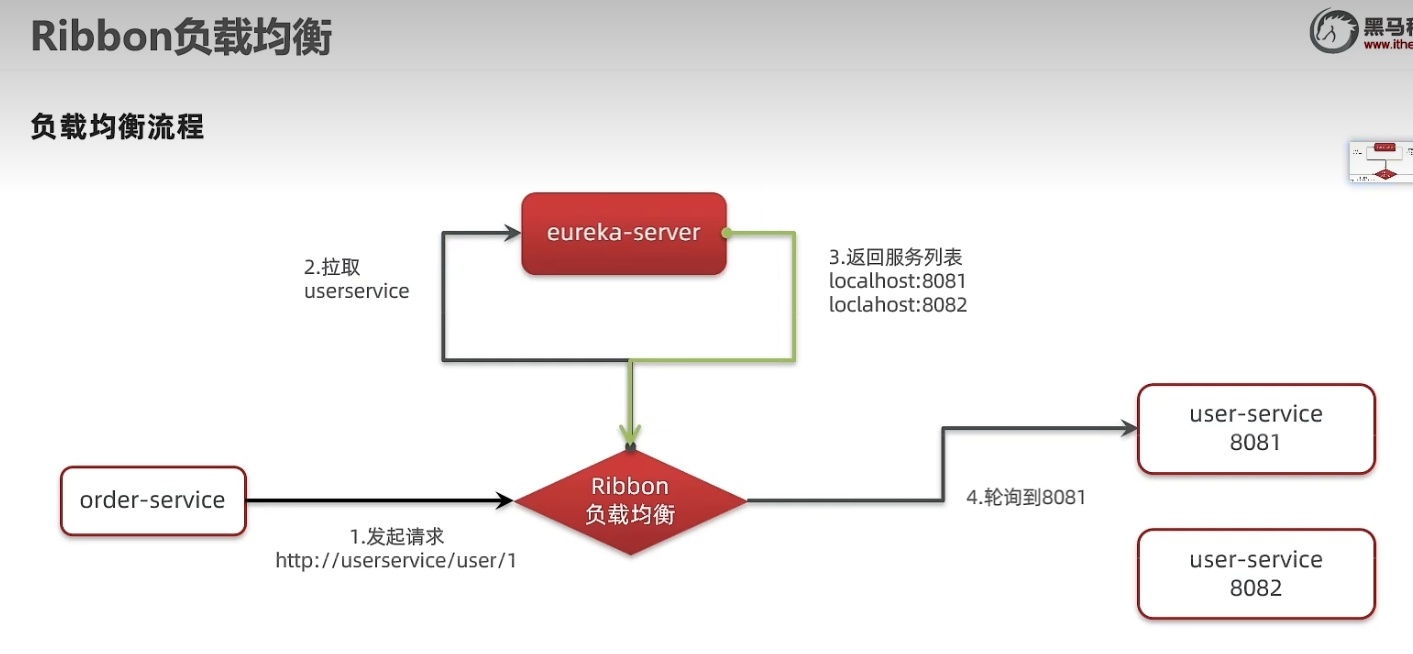 Ribbon负载均衡
负载均衡流程
eureka-server
2.拉取
userservice
3.返回服务列表
localhost:8081
loclahost:8082
order-service
1.发起请求
http://userservice/user/1
Ribbon
负载均衡
4.轮询到8081
user-service
8081
user-service
8082
黑马
www.ithe